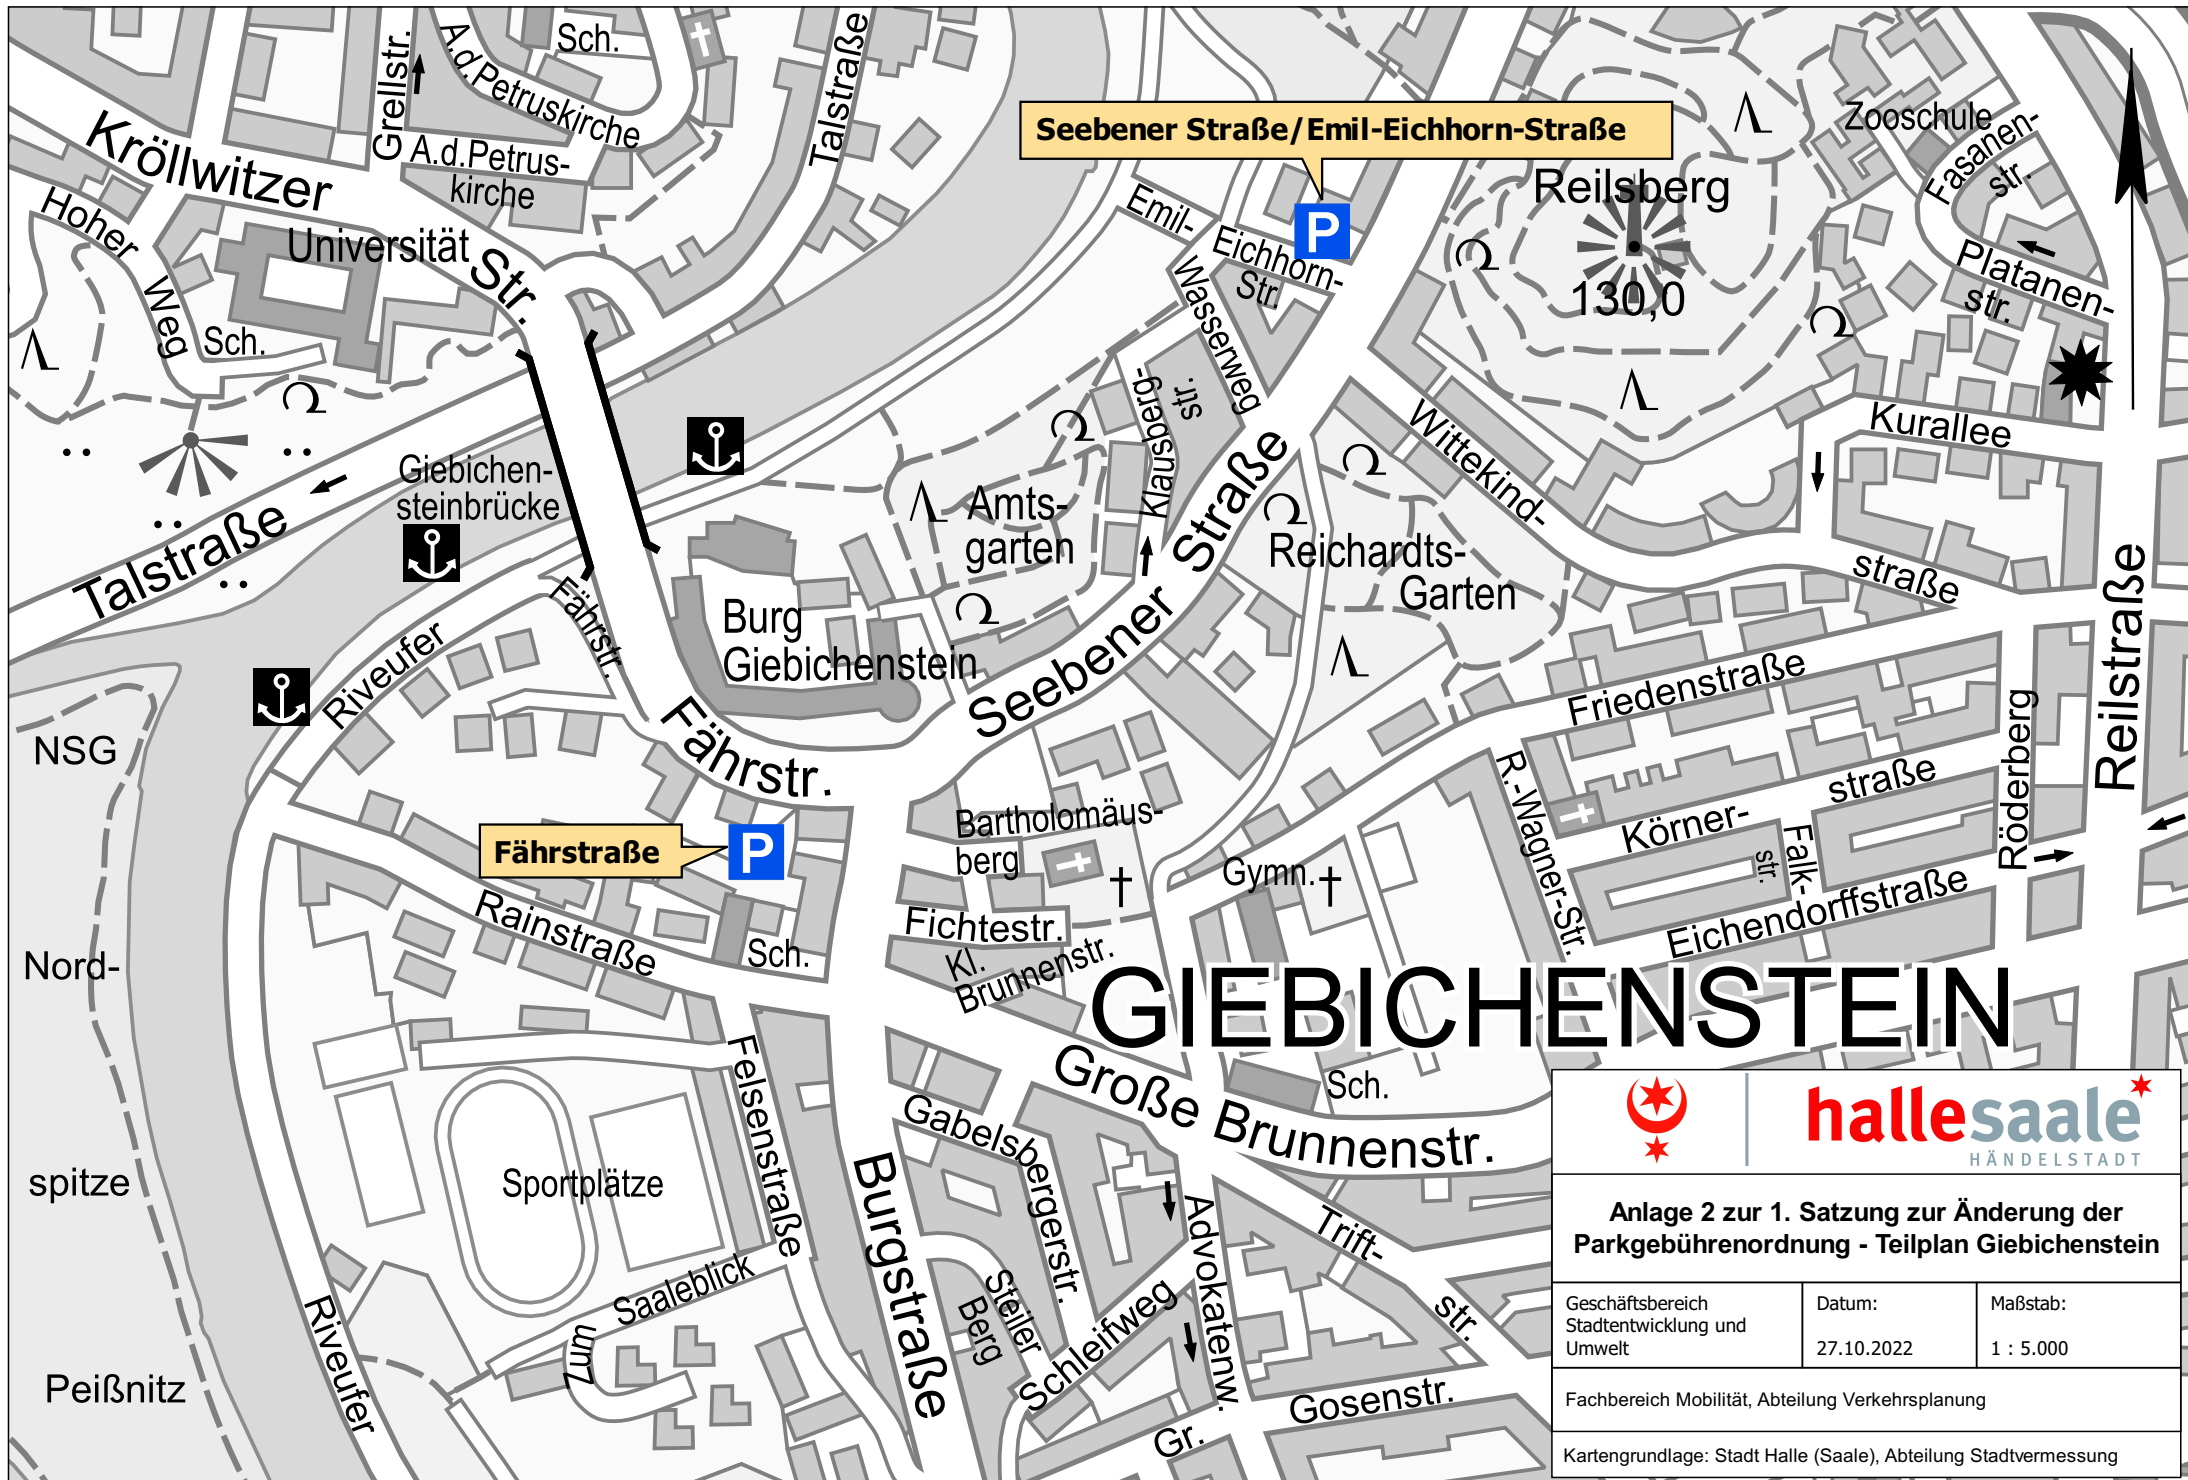 Grellstr.
A.d.Petruskirche
Sch.
Talstraße
Kröllwitzer
Str.
A.d.Petrus-
kirche
Hoher
Weg
Universität
Sch.
Seebener Straße/Emil-Eichhorn-Straße
P
Emil-
Eichhorn-
Str.
Wasserweg
Reilsberg
130,0
Zooschule
Fasanen-
str.
Platanen-
str.
Kurallee
Klausberg-
str.
Wittekind-
straße
Giebichen-
steinbrücke
Talstraße
Amts-
garten
Seebener Straße
Reichardts-
Garten
Fährstr.
Burg
Giebichenstein
Riveufer
Fährstr.
NSG
Nord-
spitze
Peißnitz
Friedenstraße
Reilstraße
Röderberg
R.-Wagner-Str.
Körner-
straße
Falk-
str.
Eichendorffstraße
Fährstraße
P
Bartholomäus-
berg
Gymn.
Rainstraße
Sch.
Fichtestr.
Kl.
Brunnenstr.
GIEBICHENSTEIN
Große Brunnenstr.
Sch.
Felsenstraße
Gabelsbergerstr.
Sportplätze
Burgstraße
Advokatenw.
Trift-
str.
Zum
Saaleblick
Steiler
Berg
Schleifweg
Riveufer
Gr.
Gosenstr.
hallesaale
HÄNDELSTADT
Anlage 2 zur 1. Satzung zur Änderung der
Parkgebührenordnung - Teilplan Giebichenstein
Geschäftsbereich
Stadtentwicklung und
Umwelt
Datum:
27.10.2022
Maßstab:
1 : 5.000
Fachbereich Mobilität, Abteilung Verkehrsplanung
Kartengrundlage: Stadt Halle (Saale), Abteilung Stadtvermessung